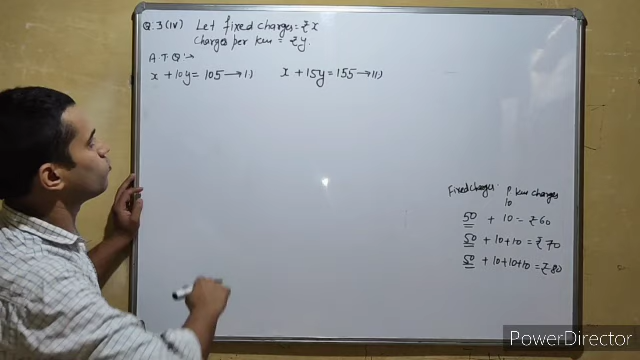 Q.3 (iv) Let fixed charges = ₹x
Charges per km = ₹y.
A.T.Q :→
x + 10y = 105 → i)
x + 15y = 155 → ii)
Fixed charges P. km charges
10
50 + 10 = ₹60
50 + 10+10 = ₹70
50 + 10+10+10 = ₹80
PowerDirector